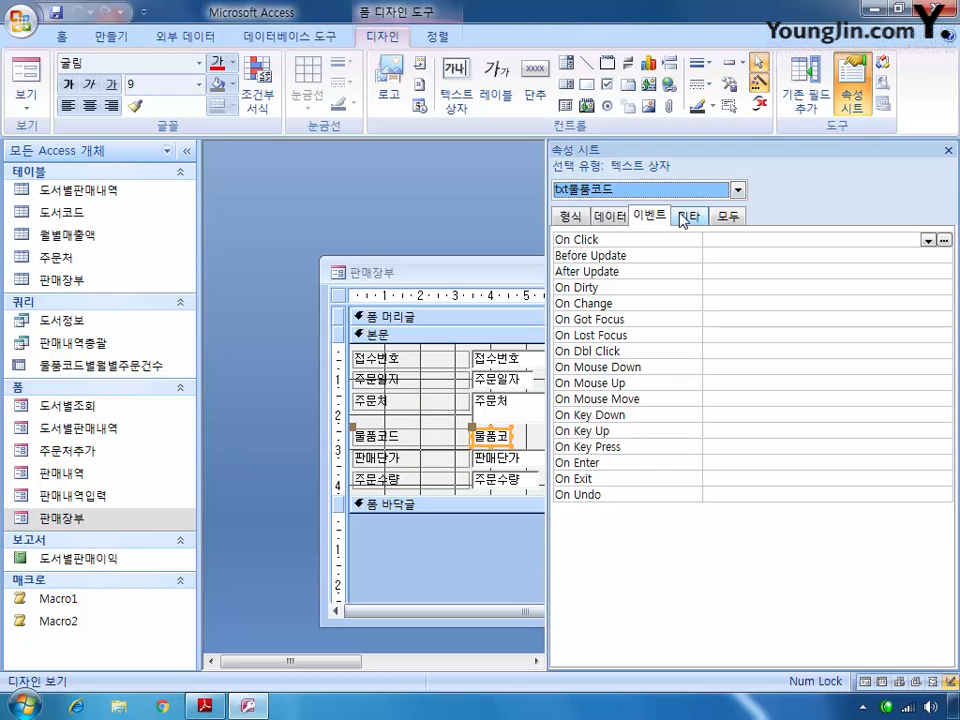 Microsoft Access
폼 디자인 도구
YoungJin.com Y.
홈 만들기 외부 데이터 데이터베이스 도구 디자인 정렬
보기
굴림
가 가 가 9
조건부 서식
눈금선
로고
가나 텍스트 상자
가가 레이블
xxxx 단추
기존 필드 추가
속성 시트
보기 글꼴 눈금선 컨트롤 도구
모든 Access 개체
테이블
도서별판매내역
도서코드
월별매출액
주문처
판매장부
쿼리
도서정보
판매내역총괄
물품코드별월별주문건수
폼
도서별조회
도서별판매내역
주문처추가
판매내역
판매내역입력
판매장부
보고서
도서별판매이익
매크로
Macro1
Macro2
판매장부
1 2 3 4 5
폼 머리글
본문
접수번호 접수번호
주문일자 주문일자
주문처 주문처
물품코드 물품코
판매단가 판매단가
주문수량 주문수량
폼 바닥글
속성 시트
선택 유형: 텍스트 상자
txt물품코드
형식 데이터 이벤트 기타 모두
On Click
Before Update
After Update
On Dirty
On Change
On Got Focus
On Lost Focus
On Dbl Click
On Mouse Down
On Mouse Up
On Mouse Move
On Key Down
On Key Up
On Key Press
On Enter
On Exit
On Undo
디자인 보기
Num Lock